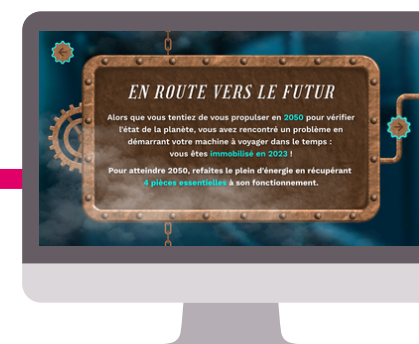 EN ROUTE VERS LE FUTUR
Alors que vous tentiez de vous propulser en 2050 pour vérifier
l'état de la planète, vous avez rencontré un problème en
démarrant votre machine à voyager dans le temps :
vous êtes immobilisé en 2023 !
Pour atteindre 2050, refaites le plein d'énergie en récupérant
4 pièces essentielles à son fonctionnement.